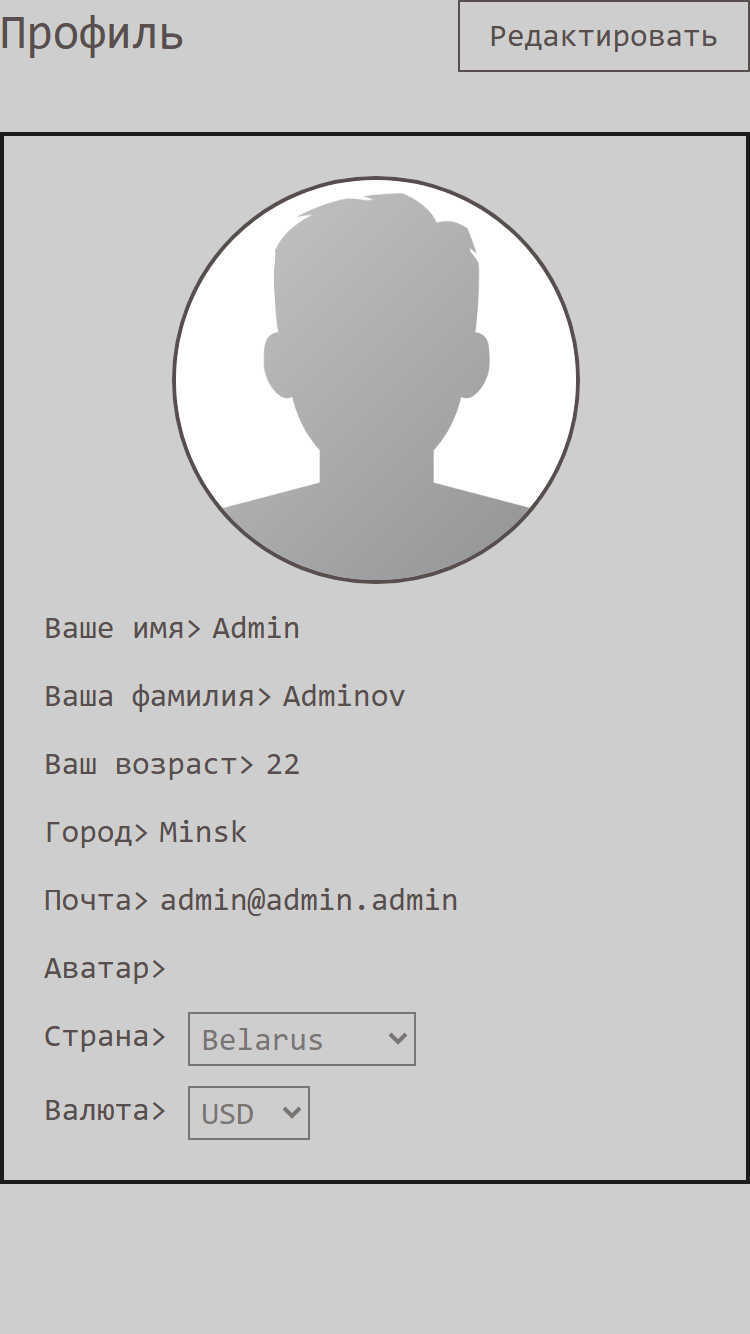 Профиль
Редактировать
Ваше имя> Admin
Ваша фамилия> Adminov
Ваш возраст> 22
Город> Minsk
Почта> admin@admin.admin
Аватар>
Страна> Belarus
Валюта> USD